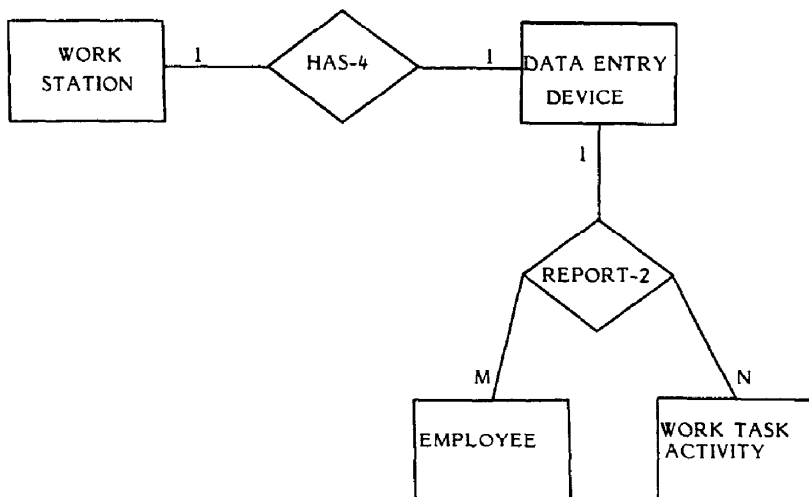 WORK
STATION
1
HAS-4
1
DATA ENTRY
DEVICE
1
REPORT-2
M
N
EMPLOYEE
WORK TASK
ACTIVITY